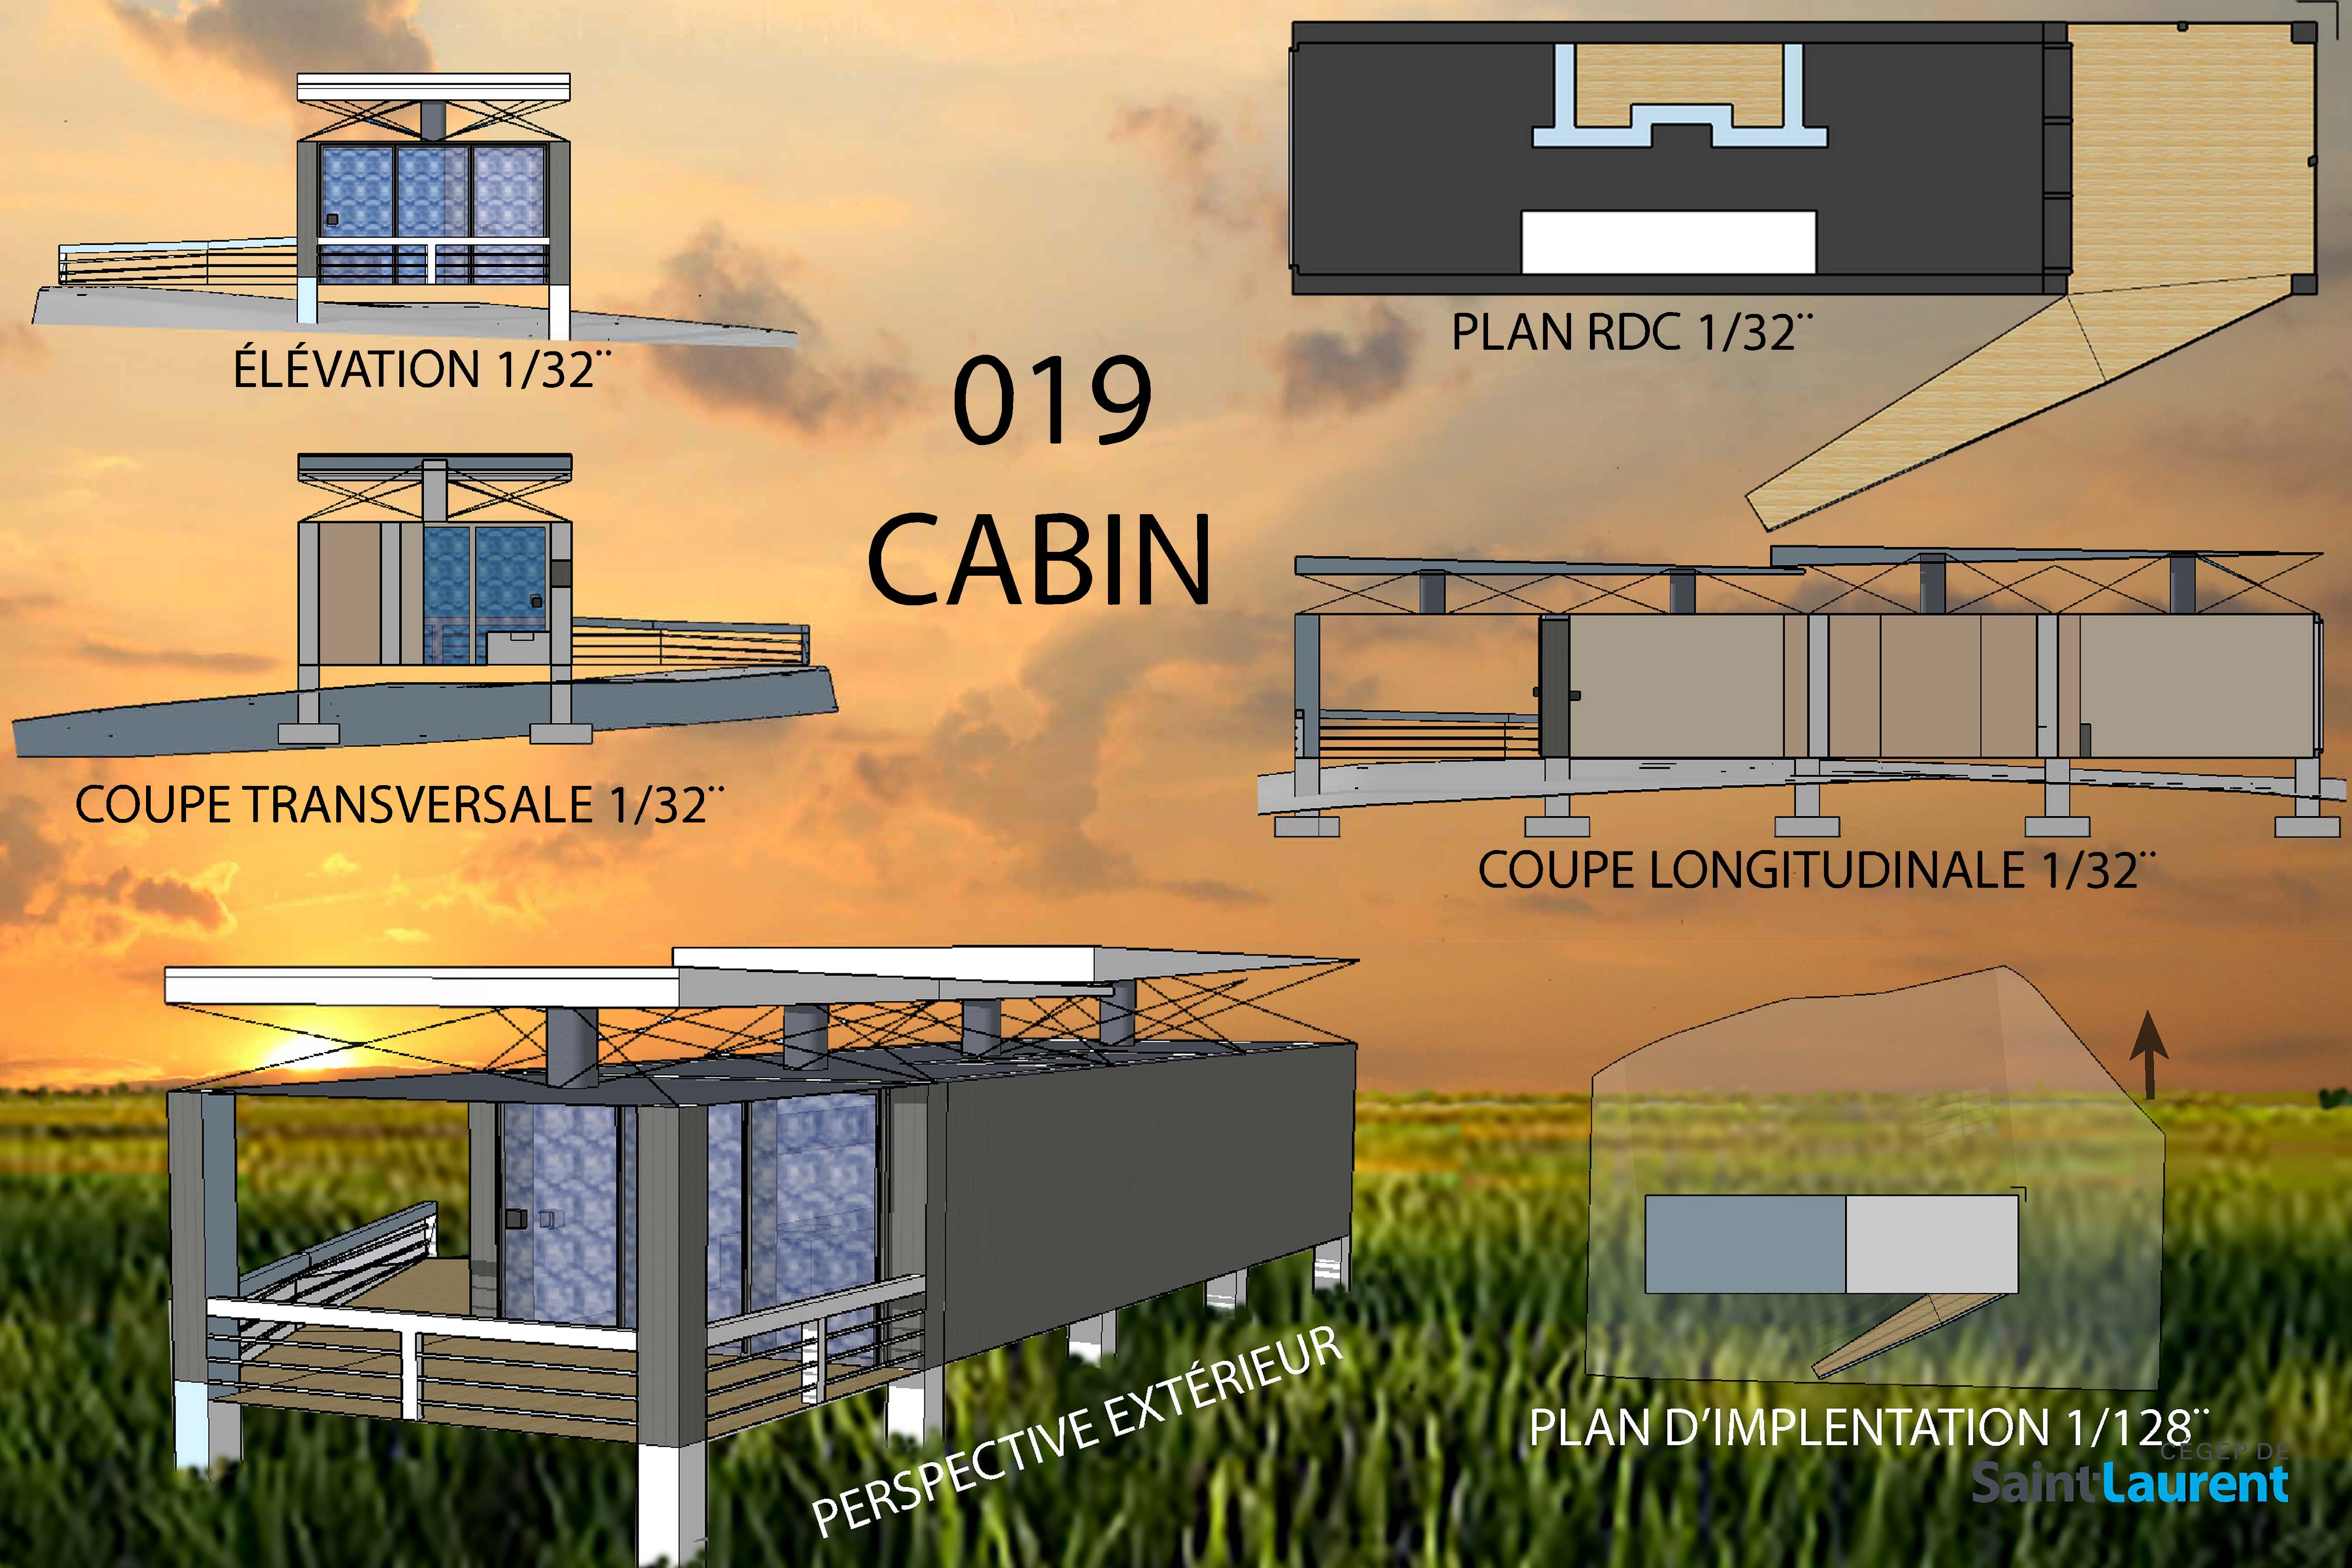 ÉLÉVATION 1/32¨
PLAN RDC 1/32¨
019
CABIN
COUPE TRANSVERSALE 1/32¨
COUPE LONGITUDINALE 1/32¨
PERSPECTIVE EXTÉRIEUR
PLAN D'IMPLENTATION 1/128¨
CÉGEP DE
Saint-Laurent